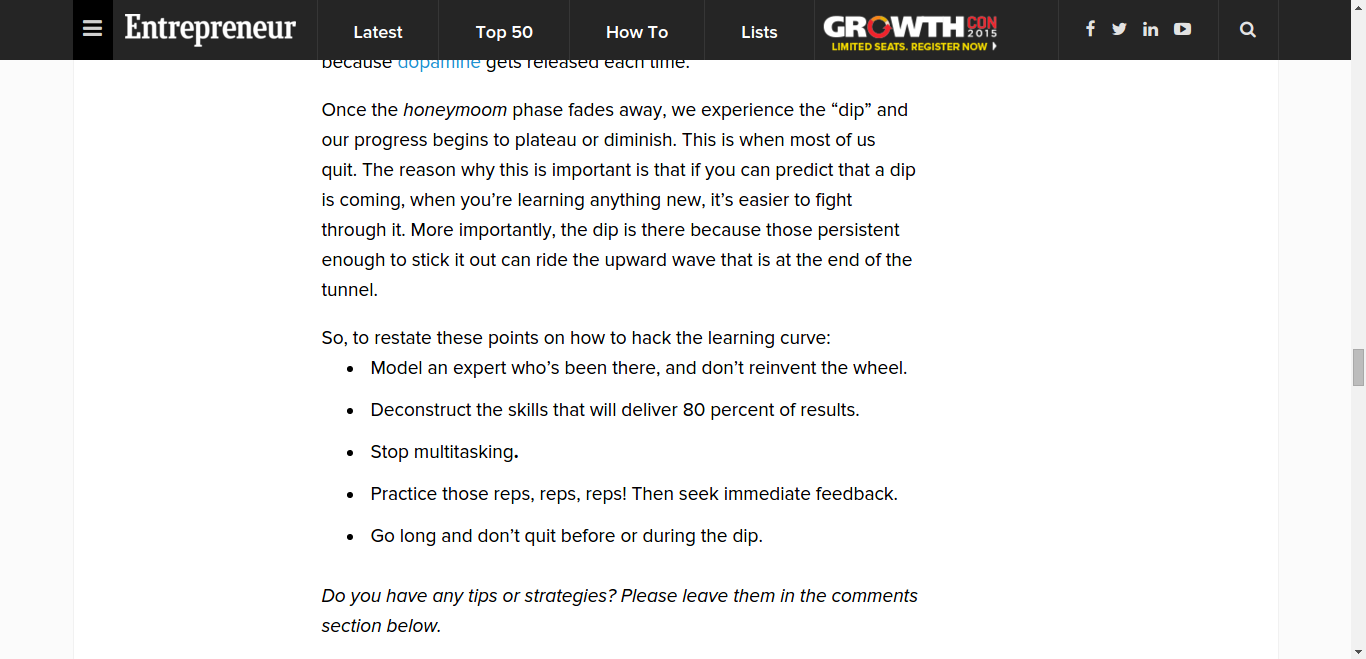 Entrepreneur
Latest
Top 50
How To
Lists
GROWTH CON 2015
LIMITED SEATS. REGISTER NOW
because dopamine gets released each time.
Once the honeymoom phase fades away, we experience the “dip” and
our progress begins to plateau or diminish. This is when most of us
quit. The reason why this is important is that if you can predict that a dip
is coming, when you’re learning anything new, it’s easier to fight
through it. More importantly, the dip is there because those persistent
enough to stick it out can ride the upward wave that is at the end of the
tunnel.
So, to restate these points on how to hack the learning curve:
• Model an expert who’s been there, and don’t reinvent the wheel.
• Deconstruct the skills that will deliver 80 percent of results.
• Stop multitasking.
• Practice those reps, reps, reps! Then seek immediate feedback.
• Go long and don’t quit before or during the dip.
Do you have any tips or strategies? Please leave them in the comments
section below.